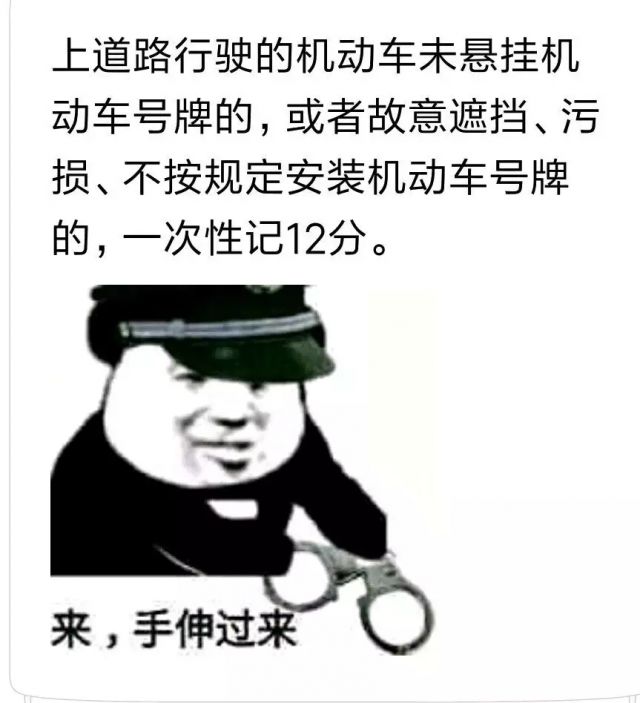 上道路行驶的机动车未悬挂机
动车号牌的，或者故意遮挡、污
损、不按规定安装机动车号牌
的，一次性记12分。
来，手伸过来